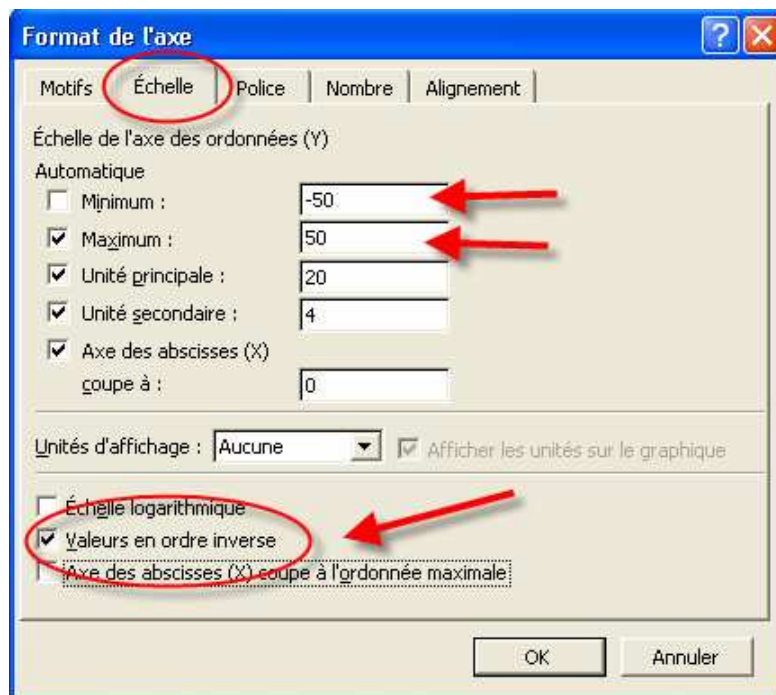 Format de l'axe
Motifs Échelle Police Nombre Alignement
Échelle de l'axe des ordonnées (Y)
Automatique
Minimum : -50
Maximum : 50
Unité principale : 20
Unité secondaire : 4
Axe des abscisses (X)
coupe à : 0
Unités d'affichage : Aucune Afficher les unités sur le graphique
Échelle logarithmique
Valeurs en ordre inverse
Axe des abscisses (X) coupe à l'ordonnée maximale
OK Annuler